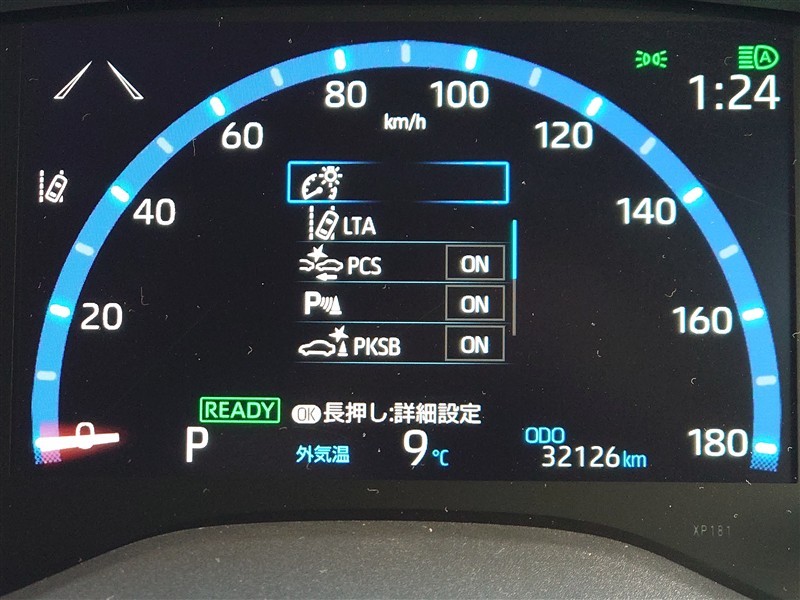 A
1:24
80
100
km/h
60
120
40
140
LTA
PCS ON
20
P ON
160
PKSB ON
READY
OK 長押し:詳細設定
0
P
外気温 9℃
ODO
32126km
180
XP181